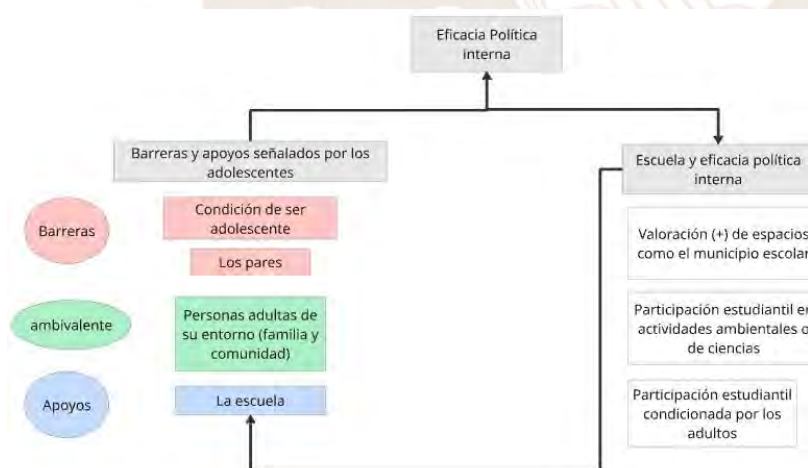 Eficacia Política
interna
Barreras y apoyos señalados por los
adolescentes
Barreras
Condición de ser
adolescente
Los pares
ambivalente
Personas adultas de
su entorno (familia y
comunidad)
Apoyos
La escuela
Escuela y eficacia política
interna
Valoración (+) de espacios
como el municipio escolar
Participación estudiantil en
actividades ambientales o
de ciencias
Participación estudiantil
condicionada por los
adultos